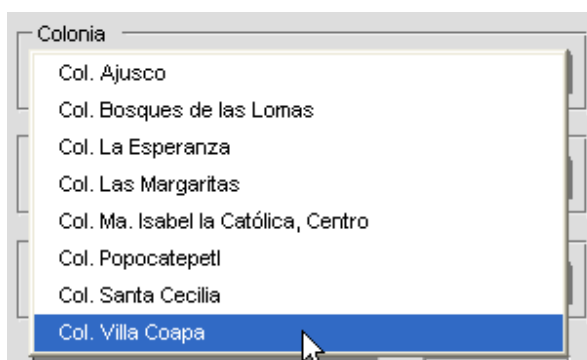 Colonia
Col. Ajusco
Col. Bosques de las Lomas
Col. La Esperanza
Col. Las Margaritas
Col. Ma. Isabel la Católica, Centro
Col. Popocatepetl
Col. Santa Cecilia
Col. Villa Coapa